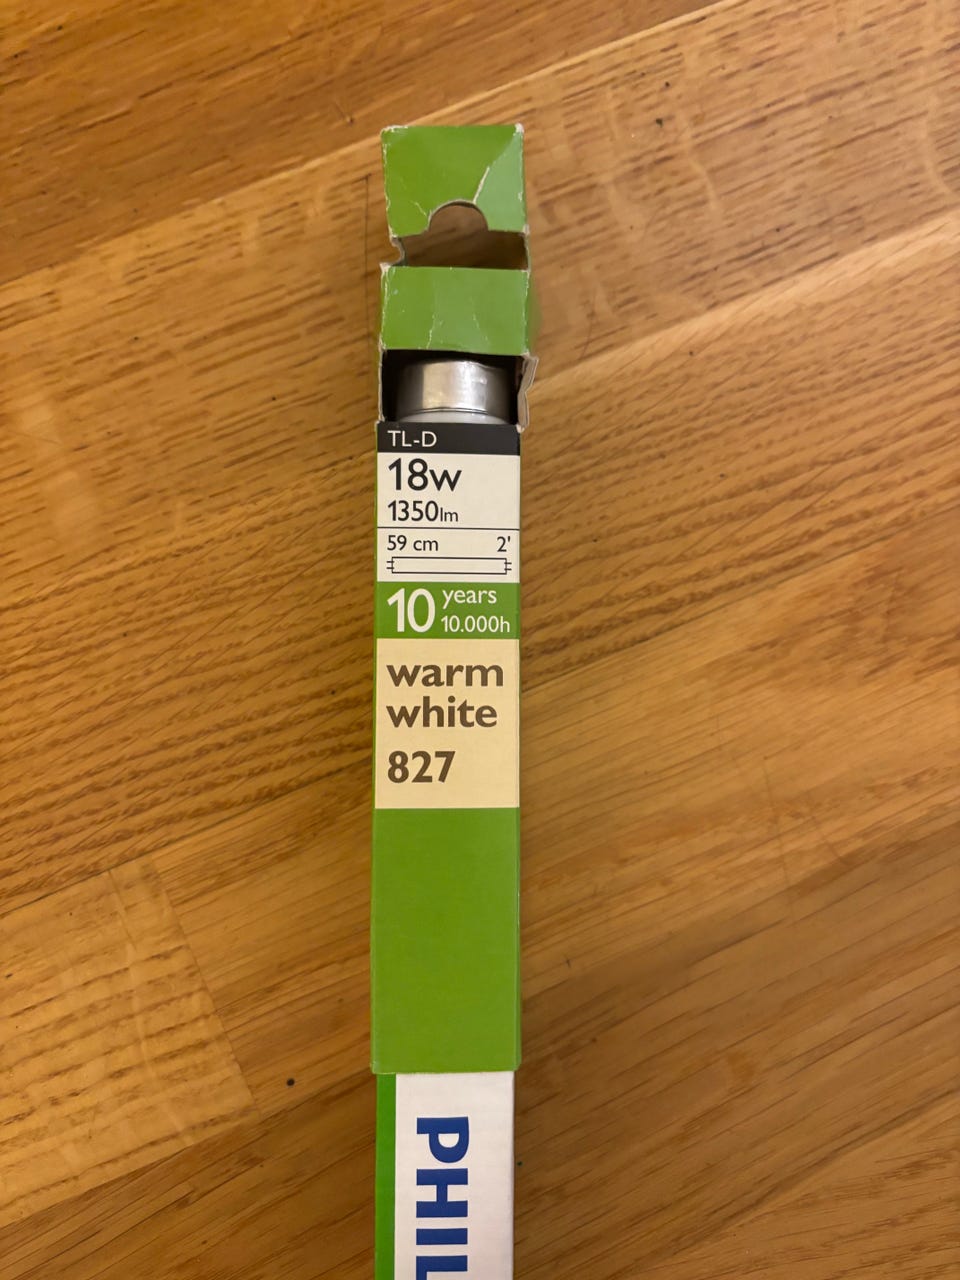 TL-D
18w
1350lm
59 cm 2'
10 years
10.000h
warm
white
827
PHIL